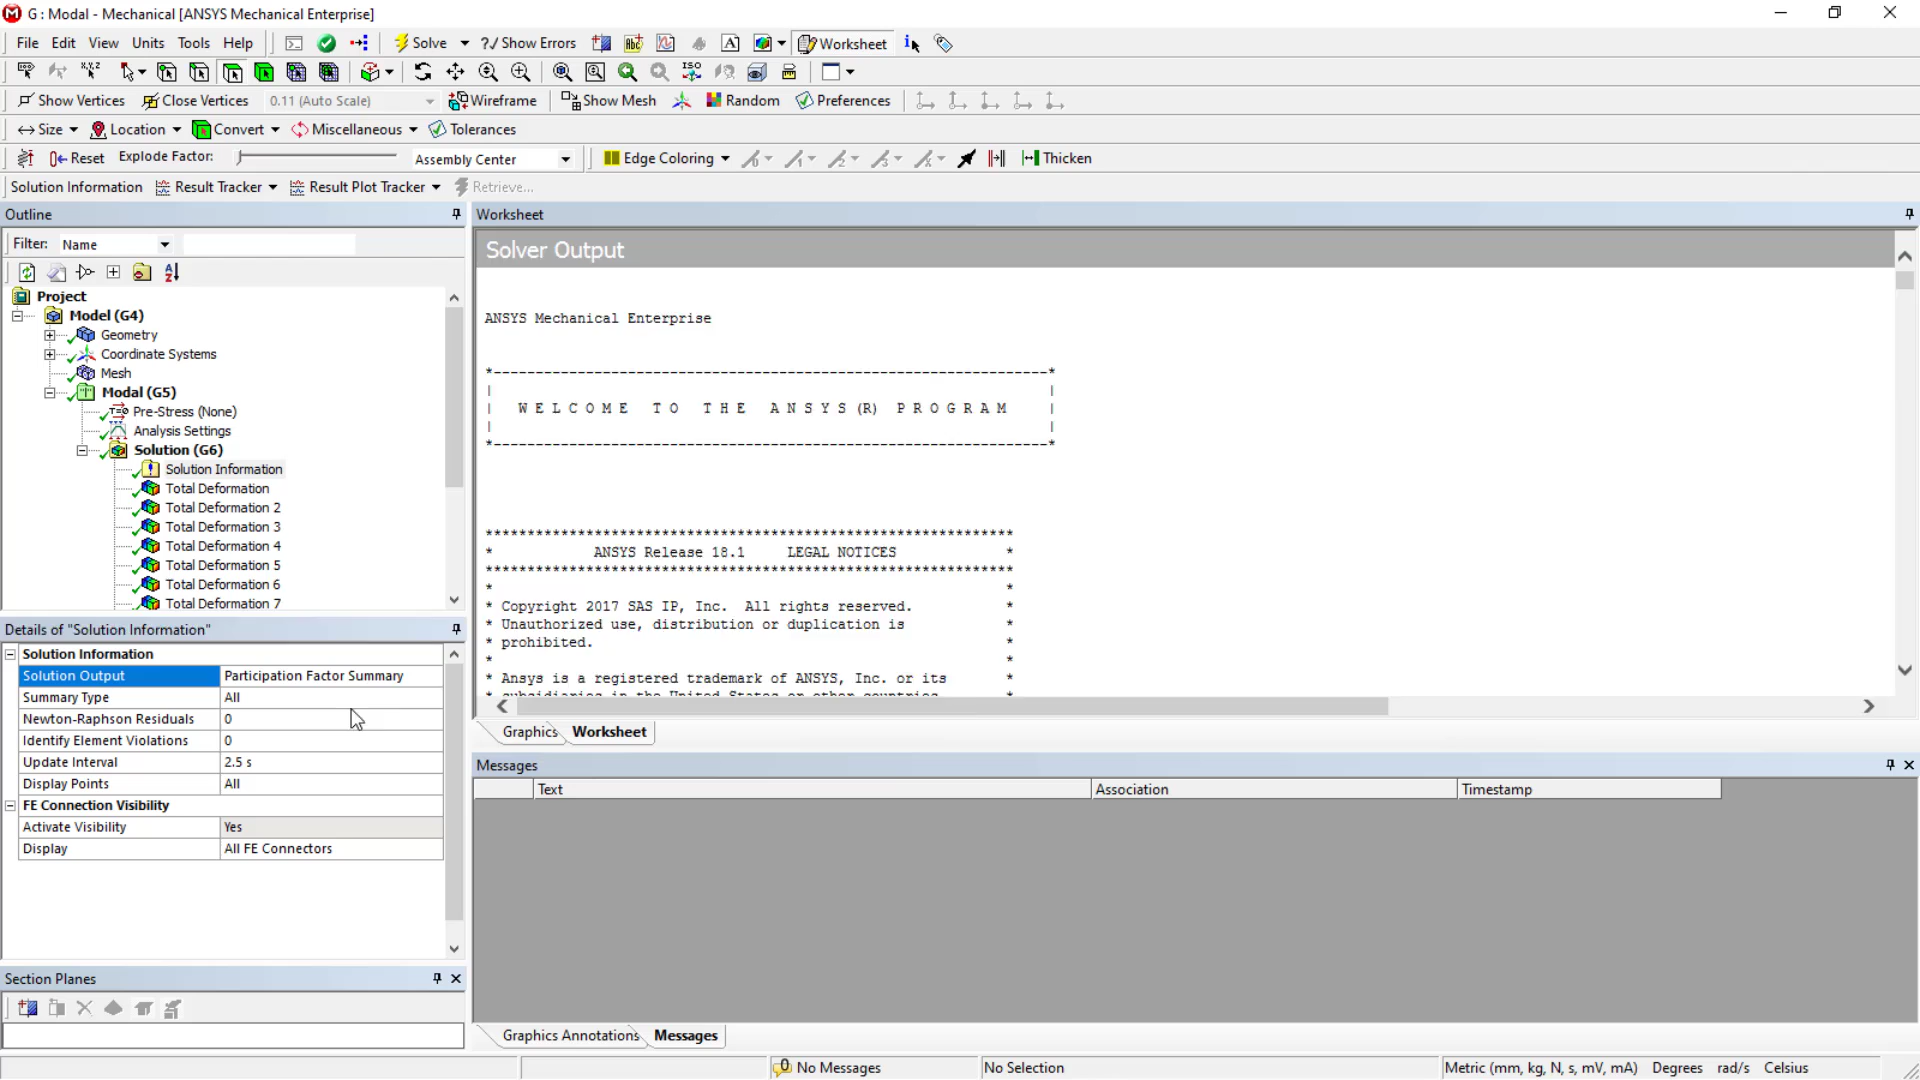 G : Modal - Mechanical [ANSYS Mechanical Enterprise]
File Edit View Units Tools Help Solve ?/ Show Errors Worksheet
Show Vertices Close Vertices 0.11 (Auto Scale) Wireframe Show Mesh Random Preferences
Size Location Convert Miscellaneous Tolerances
Reset Explode Factor: Assembly Center Edge Coloring Thicken
Solution Information Result Tracker Result Plot Tracker Retrieve...
Outline
Filter: Name
Project
Model (G4)
Geometry
Coordinate Systems
Mesh
Modal (G5)
Pre-Stress (None)
Analysis Settings
Solution (G6)
Solution Information
Total Deformation
Total Deformation 2
Total Deformation 3
Total Deformation 4
Total Deformation 5
Total Deformation 6
Total Deformation 7
Details of "Solution Information"
Solution Information
Solution Output Participation Factor Summary
Summary Type All
Newton-Raphson Residuals 0
Identify Element Violations 0
Update Interval 2.5 s
Display Points All
FE Connection Visibility
Activate Visibility Yes
Display All FE Connectors
Section Planes
Worksheet
Solver Output
ANSYS Mechanical Enterprise
*------------------------------------------------------------------*
| |
| W E L C O M E T O T H E A N S Y S (R) P R O G R A M |
| |
*------------------------------------------------------------------*
***************************************************************
* ANSYS Release 18.1 LEGAL NOTICES *
***************************************************************
* *
* Copyright 2017 SAS IP, Inc. All rights reserved. *
* Unauthorized use, distribution or duplication is *
* prohibited. *
* *
* Ansys is a registered trademark of ANSYS, Inc. or its *
* subsidiaries in the United States or other countries. *
Graphics Worksheet
Messages
Text Association Timestamp
Graphics Annotations Messages
No Messages No Selection Metric (mm, kg, N, s, mV, mA) Degrees rad/s Celsius